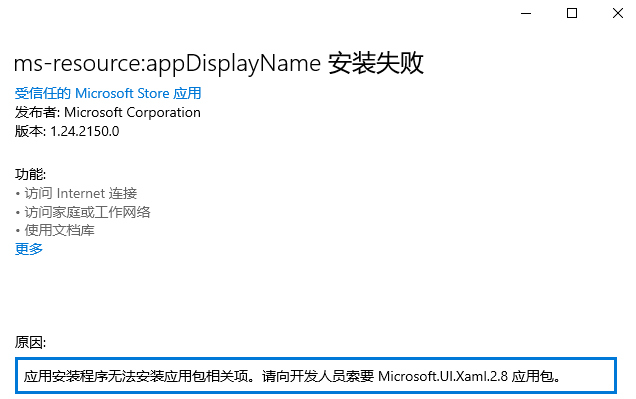 ms-resource:appDisplayName 安装失败
受信任的 Microsoft Store 应用
发布者: Microsoft Corporation
版本: 1.24.2150.0
功能:
• 访问 Internet 连接
• 访问家庭或工作网络
• 使用文档库
更多
原因:
应用安装程序无法安装应用包相关项。请向开发人员索要 Microsoft.UI.Xaml.2.8 应用包。